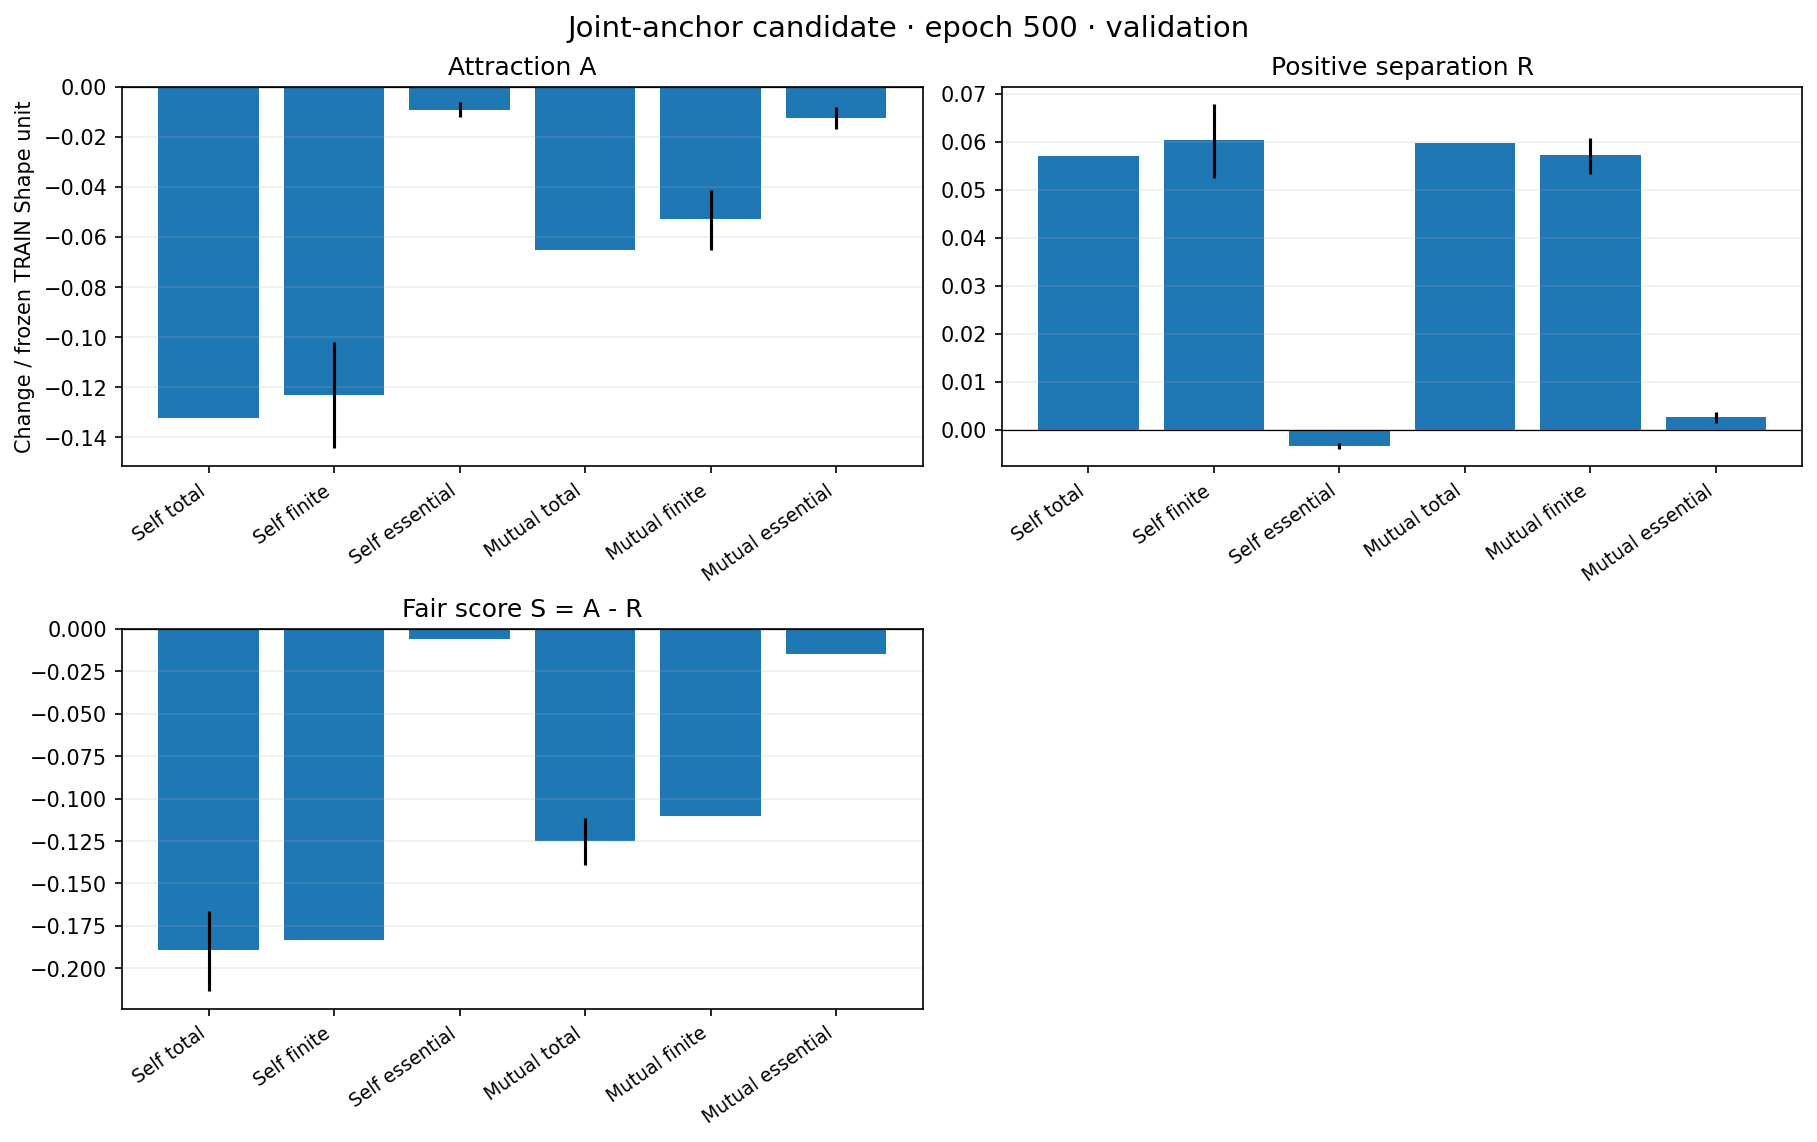 Joint-anchor candidate · epoch 500 · validation
Attraction A
Change / frozen TRAIN Shape unit
0.00
−0.02
−0.04
−0.06
−0.08
−0.10
−0.12
−0.14
Self total
Self finite
Self essential
Mutual total
Mutual finite
Mutual essential
Positive separation R
0.07
0.06
0.05
0.04
0.03
0.02
0.01
0.00
Self total
Self finite
Self essential
Mutual total
Mutual finite
Mutual essential
Fair score S = A - R
0.000
−0.025
−0.050
−0.075
−0.100
−0.125
−0.150
−0.175
−0.200
Self total
Self finite
Self essential
Mutual total
Mutual finite
Mutual essential